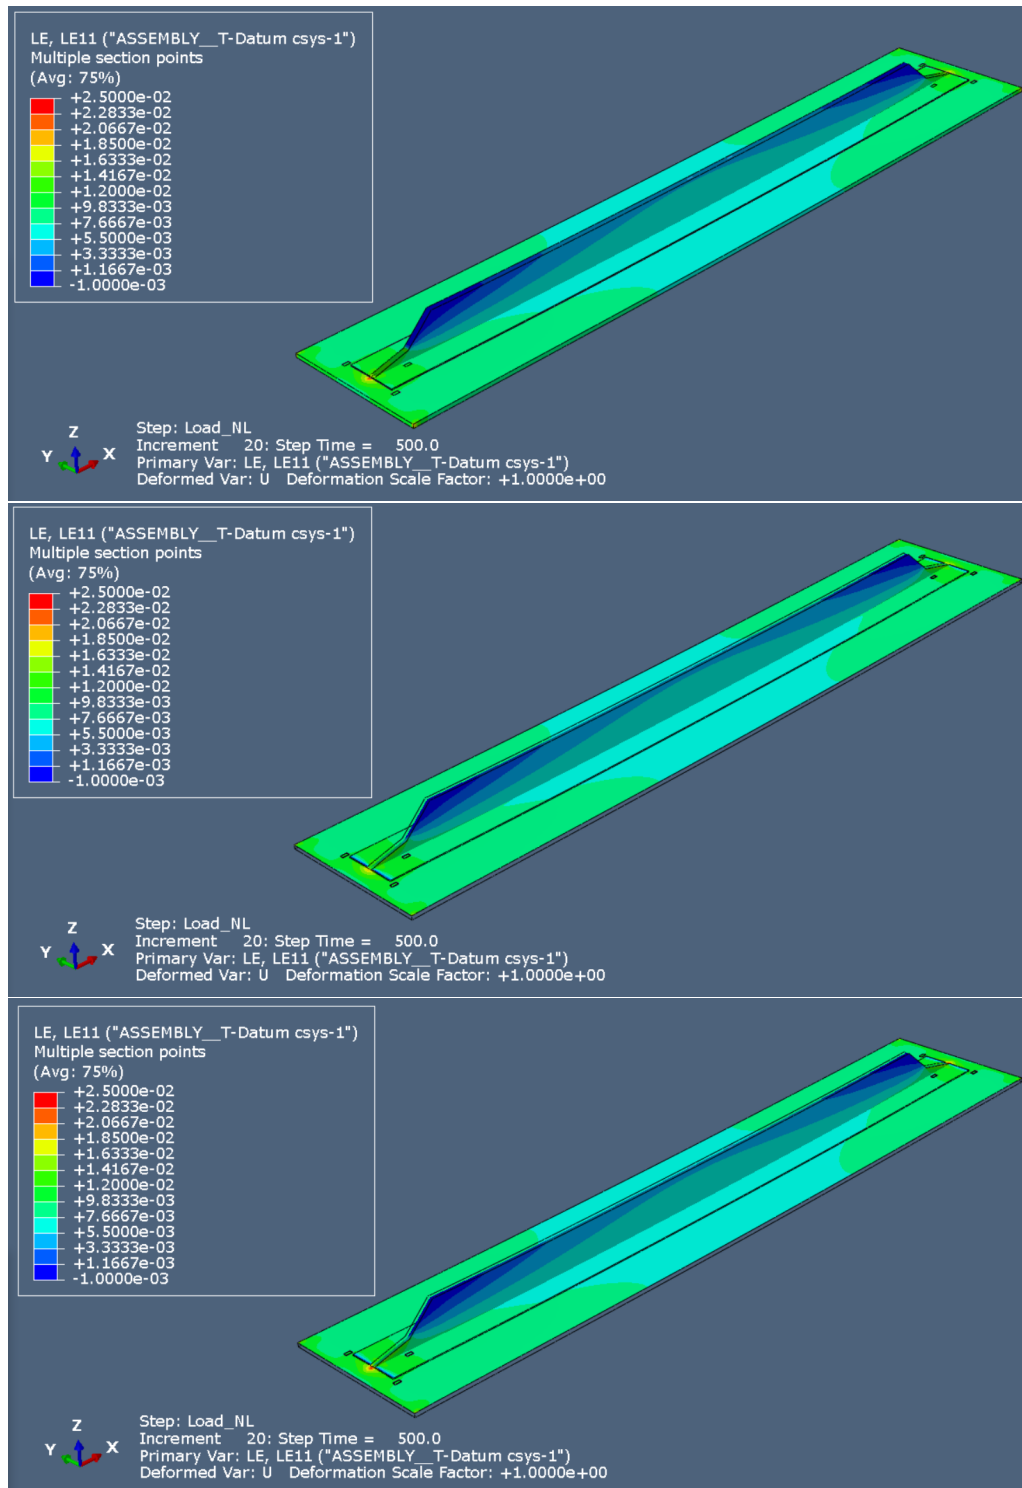 LE, LE11 ("ASSEMBLY__T-Datum csys-1")
Multiple section points
(Avg: 75%)
+2.5000e-02
+2.2833e-02
+2.0667e-02
+1.8500e-02
+1.6333e-02
+1.4167e-02
+1.2000e-02
+9.8333e-03
+7.6667e-03
+5.5000e-03
+3.3333e-03
+1.1667e-03
-1.0000e-03
Z
Y
X
Step: Load_NL
Increment 20: Step Time = 500.0
Primary Var: LE, LE11 ("ASSEMBLY__T-Datum csys-1")
Deformed Var: U Deformation Scale Factor: +1.0000e+00
LE, LE11 ("ASSEMBLY__T-Datum csys-1")
Multiple section points
(Avg: 75%)
+2.5000e-02
+2.2833e-02
+2.0667e-02
+1.8500e-02
+1.6333e-02
+1.4167e-02
+1.2000e-02
+9.8333e-03
+7.6667e-03
+5.5000e-03
+3.3333e-03
+1.1667e-03
-1.0000e-03
Z
Y
X
Step: Load_NL
Increment 20: Step Time = 500.0
Primary Var: LE, LE11 ("ASSEMBLY__T-Datum csys-1")
Deformed Var: U Deformation Scale Factor: +1.0000e+00
LE, LE11 ("ASSEMBLY__T-Datum csys-1")
Multiple section points
(Avg: 75%)
+2.5000e-02
+2.2833e-02
+2.0667e-02
+1.8500e-02
+1.6333e-02
+1.4167e-02
+1.2000e-02
+9.8333e-03
+7.6667e-03
+5.5000e-03
+3.3333e-03
+1.1667e-03
-1.0000e-03
Z
Y
X
Step: Load_NL
Increment 20: Step Time = 500.0
Primary Var: LE, LE11 ("ASSEMBLY__T-Datum csys-1")
Deformed Var: U Deformation Scale Factor: +1.0000e+00